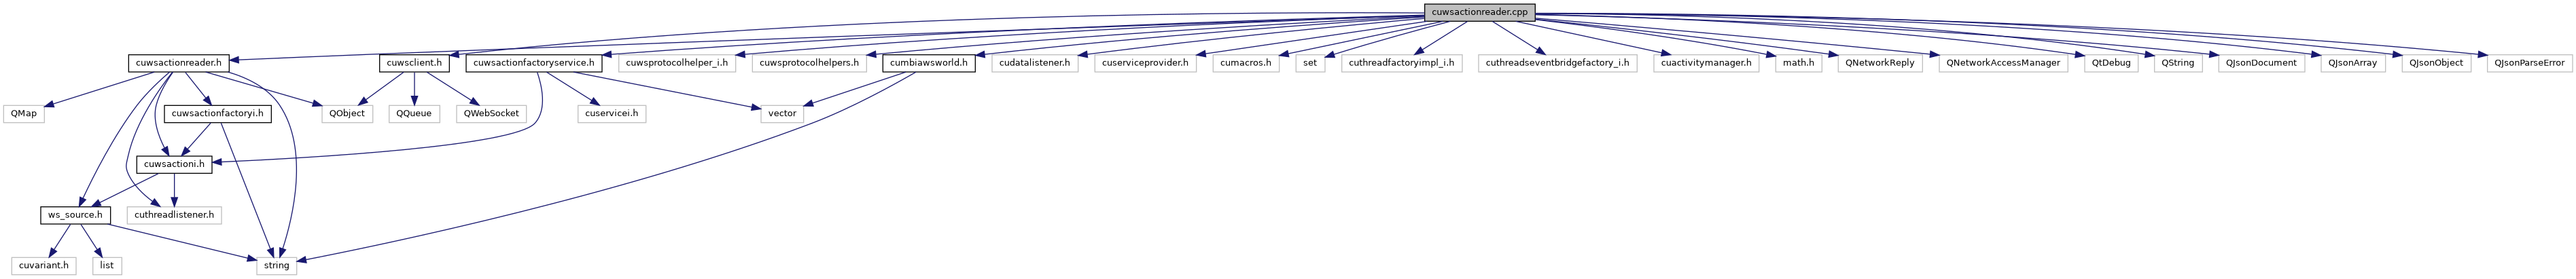 cuwsactionreader.cpp
cuwsactionreader.h
cuwsclient.h
cuwsactionfactoryservice.h
cuwsprotocolhelper_i.h
cuwsprotocolhelpers.h
cumbiawsworld.h
cudatalistener.h
cuserviceprovider.h
cumacros.h
set
cuthreadfactoryimpl_i.h
cuthreadseventbridgefactory_i.h
cuactivitymanager.h
math.h
QNetworkReply
QNetworkAccessManager
QtDebug
QString
QJsonDocument
QJsonArray
QJsonObject
QJsonParseError
QMap
cuwsactionfactoryi.h
QObject
QQueue
QWebSocket
cuservicei.h
vector
cuwsactioni.h
ws_source.h
cuthreadlistener.h
cuvariant.h
list
string